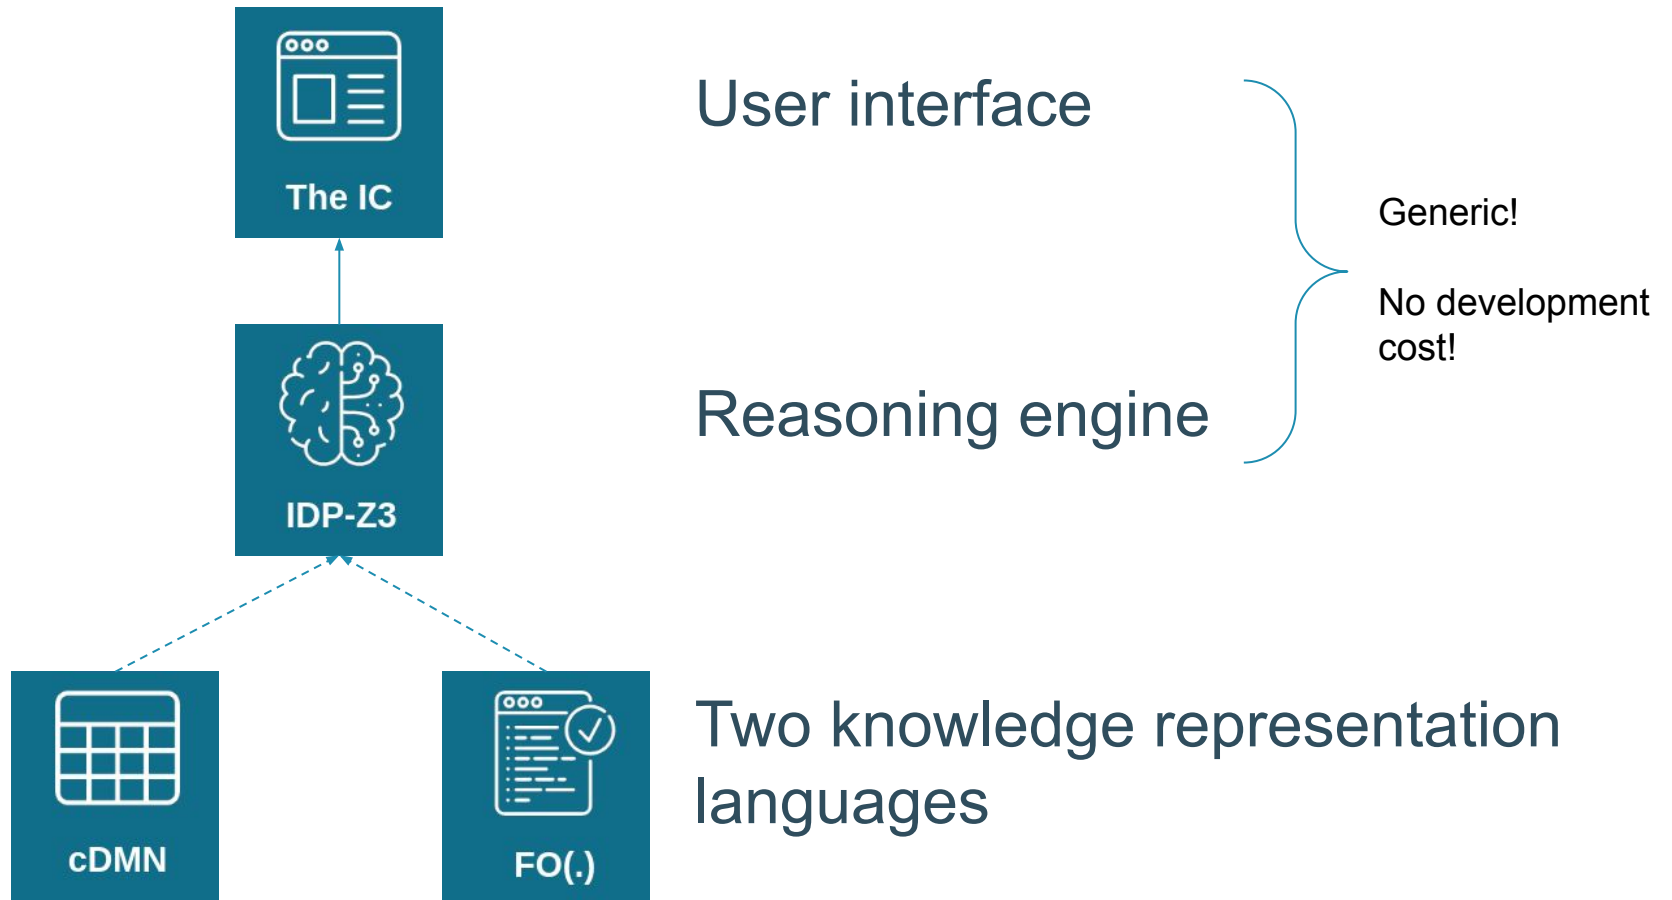 The IC
User interface
Generic!
No development
cost!
IDP-Z3
Reasoning engine
cDMN
FO(.)
Two knowledge representation
languages